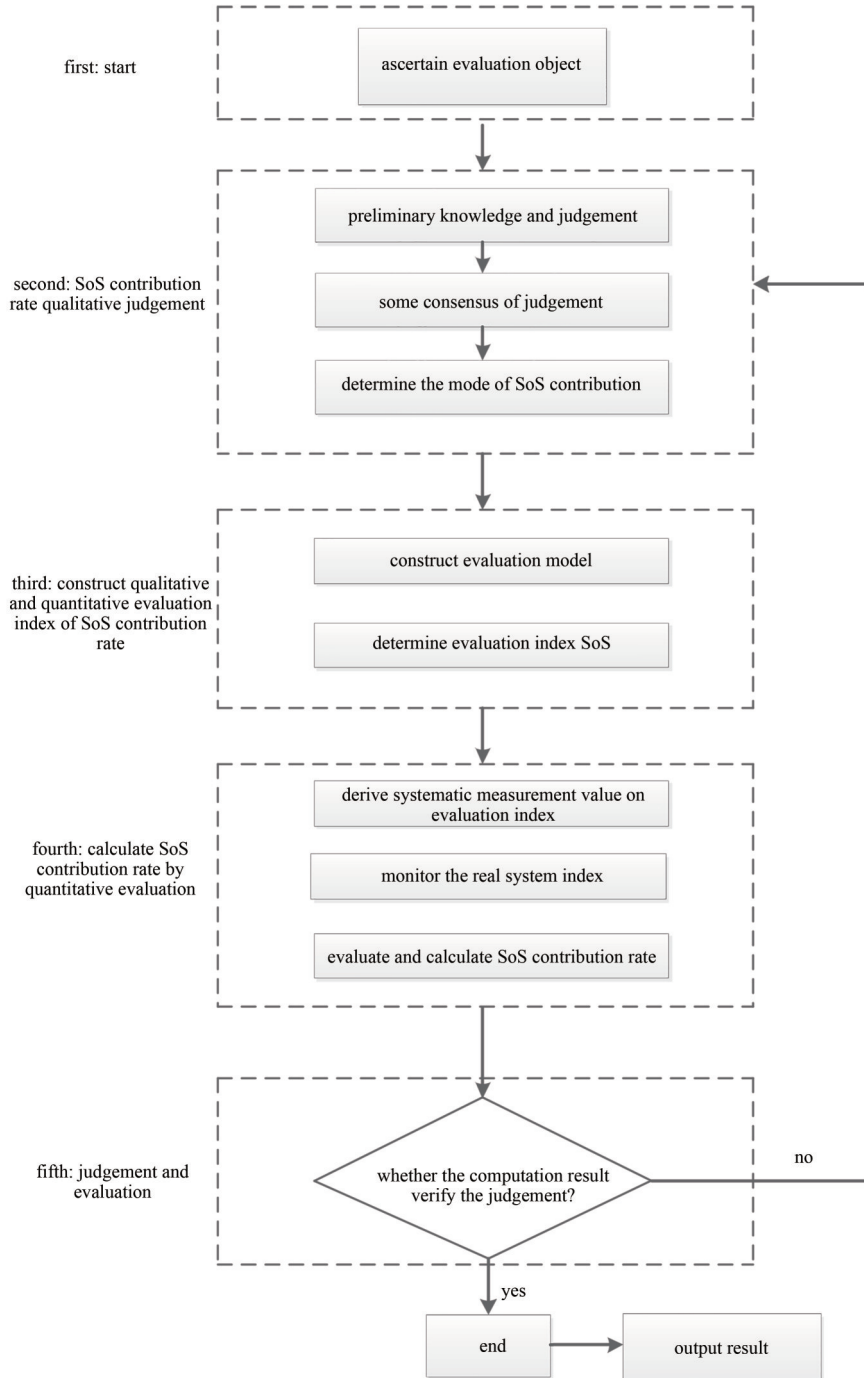 first: start
ascertain evaluation object
second: SoS contribution
rate qualitative judgement
preliminary knowledge and judgement
some consensus of judgement
determine the mode of SoS contribution
third: construct qualitative
and quantitative evaluation
index of SoS contribution
rate
construct evaluation model
determine evaluation index SoS
fourth: calculate SoS
contribution rate by
quantitative evaluation
derive systematic measurement value on
evaluation index
monitor the real system index
evaluate and calculate SoS contribution rate
fifth: judgement and
evaluation
whether the computation result
verify the judgement?
no
yes
end
output result